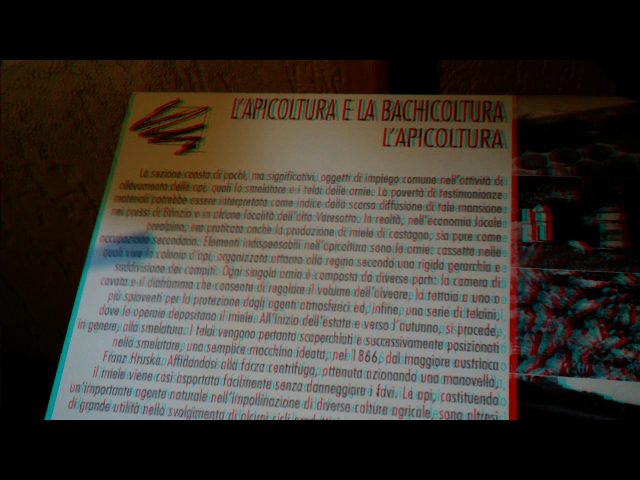 L'APICOLTURA E LA BACHICOLTURA
L'APICOLTURA
La sezione consta di pochi, ma significativi, oggetti di impiego comune nell'attività di
allevamento delle api, quali la smelatore e i telai delle arnie. La povertà di testimonianze
materiali potrebbe essere interpretata come indice della scarsa diffusione di tale mansione
nei pressi di Brinzio e in alcune località dell'alto Varesotto. In realtà, nell'economia locale
prealpina, era praticata anche la produzione di miele di castagno, sia pure come
occupazione secondaria. Elementi indispensabili nell'apicoltura sono le arnie: cassette nelle
quali vive la colonia d'api, organizzata attorno alla regina secondo una rigida gerarchia e
suddivisione dei compiti. Ogni singola arnia è composta da diverse parti: la camera di
covata e il diaframma che consente di regolare il volume dell'alveare, la tettoia a uno o
più spioventi per la protezione dagli agenti atmosferici ed, infine, una serie di telaini,
dove le operaie depositano il miele. All'inizio dell'estate e verso l'autunno, si procede,
in genere, alla smelatura. I telai vengono pertanto scoperchiati e successivamente posizionati
nello smelatore, una semplice macchina ideata, nel 1866, dal maggiore austriaco
Franz Hruska. Affidandosi alla forza centrifuga, ottenuta azionando una manovella,
il miele viene così asportato facilmente senza danneggiare i favi. Le api, costituendo
un'importante agente naturale nell'impollinazione di diverse colture agricole, sono altresì
di grande utilità nello svolgimento di alcuni cicli